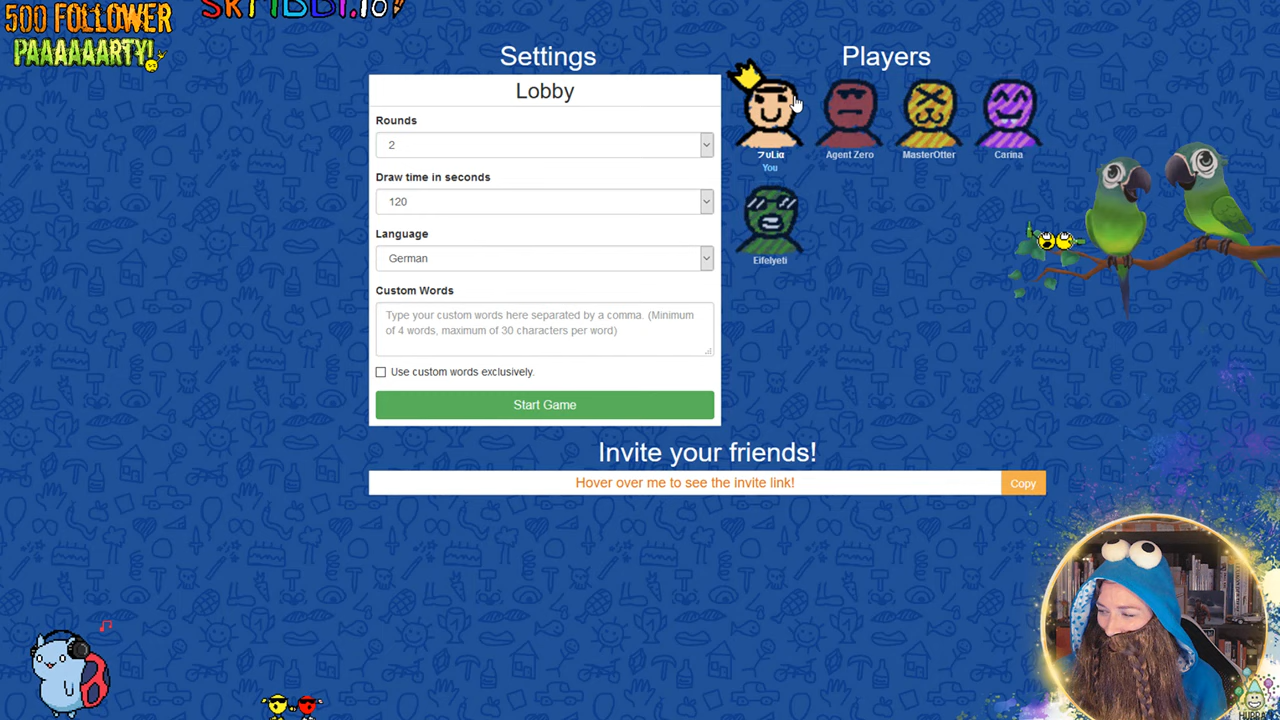 500 FOLLOWER
PAAAAAARTY!
skribbl.io!
Settings
Lobby
Rounds
2
Draw time in seconds
120
Language
German
Custom Words
Type your custom words here separated by a comma. (Minimum
of 4 words, maximum of 30 characters per word)
Use custom words exclusively.
Start Game
Players
You
Agent Zero
MasterOtter
Carina
Eifelyeti
Invite your friends!
Hover over me to see the invite link!
Copy